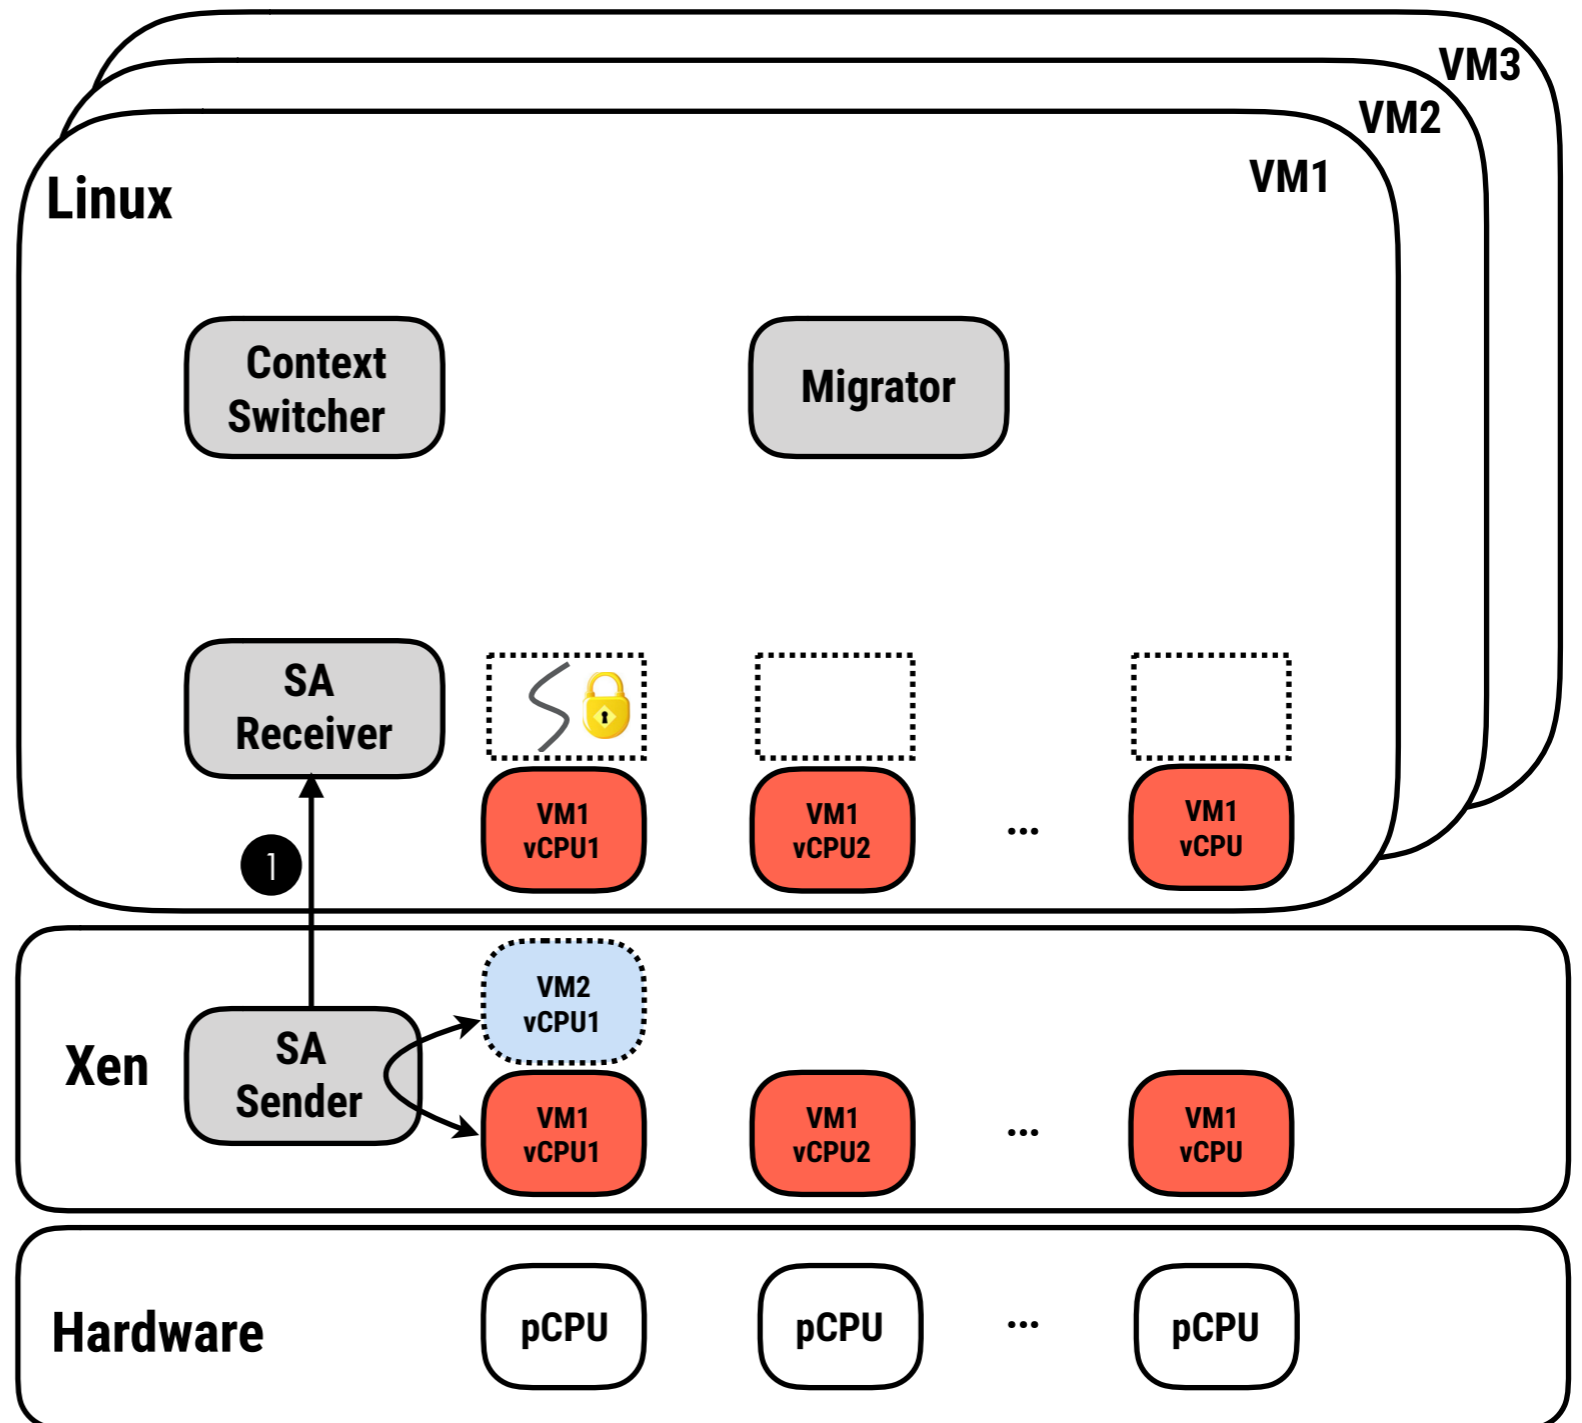 VM3
VM2
VM1
Linux
Context
Switcher
Migrator
SA
Receiver
VM1
vCPU1
VM1
vCPU2
...
VM1
vCPU
1
Xen
SA
Sender
VM2
vCPU1
VM1
vCPU1
VM1
vCPU2
...
VM1
vCPU
Hardware
pCPU
pCPU
...
pCPU